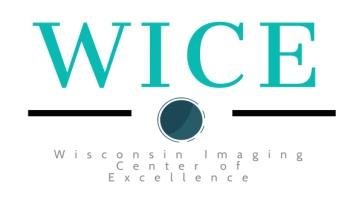 WICE
Wisconsin Imaging
Center of
Excellence